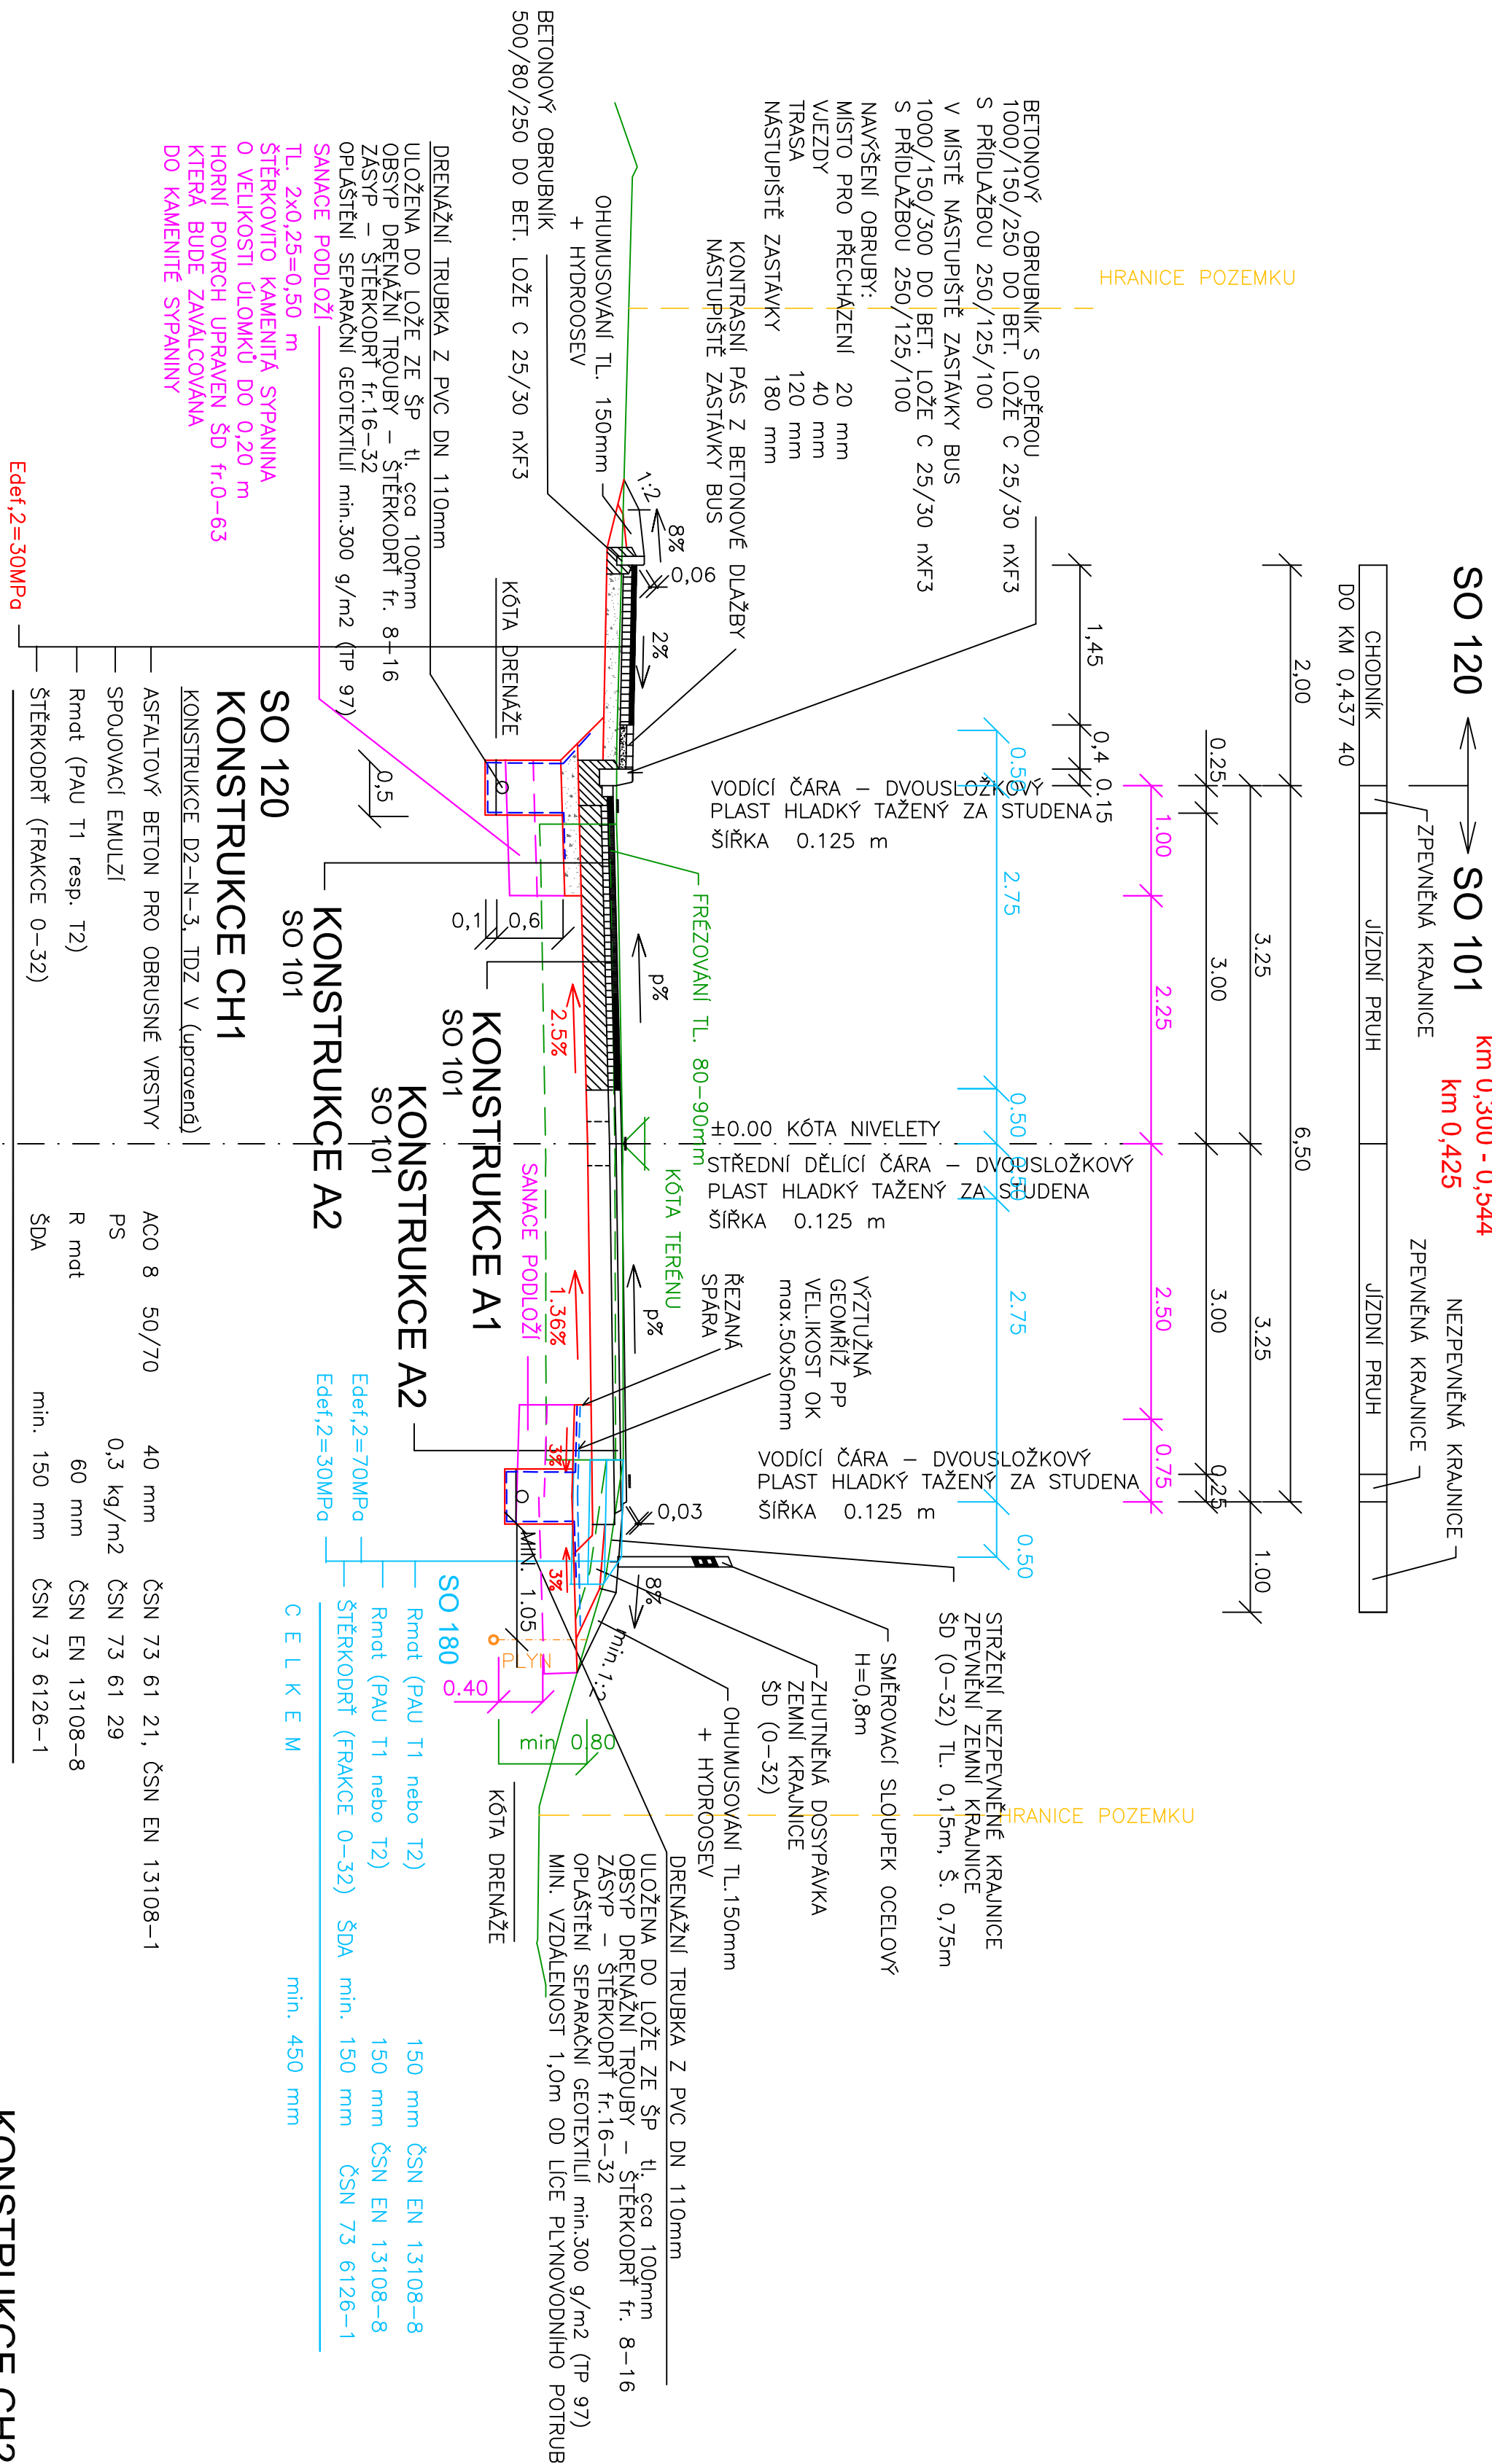 SO 120
SO 101
km 0,300 - 0,544
km 0,425
CHODNÍK
DO KM 0,437 40
ZPEVNĚNÁ KRAJNICE
JÍZDNÍ PRUH
JÍZDNÍ PRUH
ZPEVNĚNÁ KRAJNICE
NEZPEVNĚNÁ KRAJNICE
2,00
6,50
0.25
3.25
3.25
3.00
3.00
0.25
1.00
1,45
0,4
0.15
1.00
2.25
2.50
0.75
0.50
2.75
0.50
0.50
2.75
0.50
HRANICE POZEMKU
BETONOVÝ OBRUBNÍK S OPĚROU
1000/150/250 DO BET. LOŽE C 25/30 nXF3
S PŘÍDLAŽBOU 250/125/100
V MÍSTĚ NÁSTUPIŠTĚ ZASTÁVKY BUS
1000/150/300 DO BET. LOŽE C 25/30 nXF3
S PŘÍDLAŽBOU 250/125/100
NAVÝŠENÍ OBRUBY:
MÍSTO PRO PŘECHÁZENÍ 20 mm
VJEZDY 40 mm
TRASA 120 mm
NÁSTUPIŠTĚ ZASTÁVKY 180 mm
KONTRASNÍ PÁS Z BETONOVÉ DLAŽBY
NÁSTUPIŠTĚ ZASTÁVKY BUS
OHUMUSOVÁNÍ TL. 150mm
+ HYDROOSEV
BETONOVÝ OBRUBNÍK
500/80/250 DO BET. LOŽE C 25/30 nXF3
1:2
8%
0,06
2%
VODÍCÍ ČÁRA – DVOUSLOŽKOVÝ
PLAST HLADKÝ TAŽENÝ ZA STUDENA
ŠÍŘKA 0.125 m
FRÉZOVÁNÍ TL. 80–90mm
±0.00 KÓTA NIVELETY
STŘEDNÍ DĚLÍCÍ ČÁRA – DVOUSLOŽKOVÝ
PLAST HLADKÝ TAŽENÝ ZA STUDENA
ŠÍŘKA 0.125 m
KÓTA TERÉNU
p%
p%
2.5%
1.36%
ŘEZANÁ
SPÁRA
VÝZTUŽNÁ
GEOMŘÍŽ PP
VEL.IKOST OK
max.50x50mm
VODÍCÍ ČÁRA – DVOUSLOŽKOVÝ
PLAST HLADKÝ TAŽENÝ ZA STUDENA
ŠÍŘKA 0.125 m
0,03
3%
3%
8%
min. 1:2
MIN. 1.05
PLYN
0.40
min 0.80
STRŽENÍ NEZPEVNĚNÉ KRAJNICE
ZPEVNĚNÍ ZEMNÍ KRAJNICE
ŠD (0–32) TL. 0,15m, Š. 0,75m
SMĚROVACÍ SLOUPEK OCELOVÝ
H=0,8m
ZHUTNĚNÁ DOSYPÁVKA
ZEMNÍ KRAJNICE
ŠD (0–32)
OHUMUSOVÁNÍ TL.150mm
+ HYDROOSEV
HRANICE POZEMKU
DRENÁŽNÍ TRUBKA Z PVC DN 110mm
ULOŽENA DO LOŽE ZE ŠP tl. cca 100mm
OBSYP DRENÁŽNÍ TROUBY – ŠTĚRKODRŤ fr. 8–16
ZÁSYP – ŠTĚRKODRŤ fr.16–32
OPLÁŠTĚNÍ SEPARAČNÍ GEOTEXTÍLIÍ min.300 g/m2 (TP 97)
MIN. VZDÁLENOST 1,0m OD LÍCE PLYNOVODNÍHO POTRUB
KÓTA DRENÁŽE
DRENÁŽNÍ TRUBKA Z PVC DN 110mm
ULOŽENA DO LOŽE ZE ŠP tl. cca 100mm
OBSYP DRENÁŽNÍ TROUBY – ŠTĚRKODRŤ fr. 8–16
ZÁSYP – ŠTĚRKODRŤ fr.16–32
OPLÁŠTĚNÍ SEPARAČNÍ GEOTEXTÍLIÍ min.300 g/m2 (TP 97)
KÓTA DRENÁŽE
0,5
0,1
0,6
SANACE PODLOŽÍ
TL. 2x0,25=0,50 m
ŠTĚRKOVITO KAMENITÁ SYPANINA
O VELIKOSTI ÚLOMKŮ DO 0,20 m
HORNÍ POVRCH UPRAVEN ŠD fr.0–63
KTERÁ BUDE ZAVÁLCOVÁNA
DO KAMENITÉ SYPANINY
SANACE PODLOŽÍ
KONSTRUKCE A1
SO 101
KONSTRUKCE A2
SO 101
KONSTRUKCE A2
SO 101
Edef,2=30MPa
SO 120
KONSTRUKCE CH1
KONSTRUKCE D2–N–3, TDZ V (upravená)
ASFALTOVÝ BETON PRO OBRUSNÉ VRSTVY ACO 8 50/70 40 mm ČSN 73 61 21, ČSN EN 13108–1
SPOJOVACÍ EMULZÍ PS 0,3 kg/m2 ČSN 73 61 29
Rmat (PAU T1 resp. T2) R mat 60 mm ČSN EN 13108–8
ŠTĚRKODRŤ (FRAKCE 0–32) ŠDA min. 150 mm ČSN 73 6126–1
Edef,2=70MPa
Edef,2=30MPa
SO 180
Rmat (PAU T1 nebo T2) 150 mm ČSN EN 13108–8
Rmat (PAU T1 nebo T2) 150 mm ČSN EN 13108–8
ŠTĚRKODRŤ (FRAKCE 0–32) ŠDA min. 150 mm ČSN 73 6126–1
C E L K E M min. 450 mm
KONSTRUKCE CH2